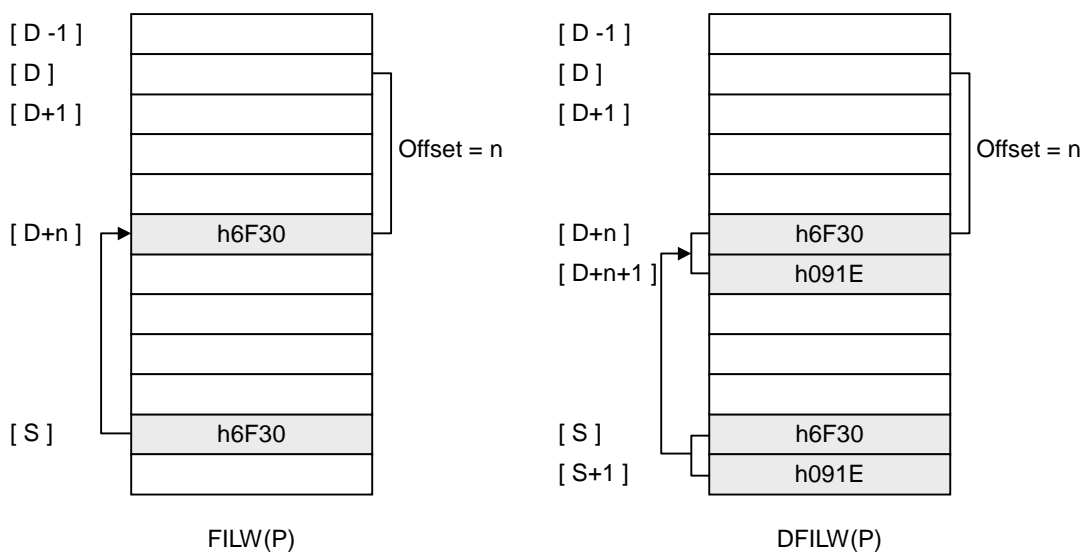 [ D -1 ]
[ D ]
[ D+1 ]
Offset = n
[ D+n ]
h6F30
[ S ]
h6F30
FILW(P)
[ D -1 ]
[ D ]
[ D+1 ]
Offset = n
[ D+n ]
h6F30
[ D+n+1 ]
h091E
[ S ]
h6F30
[ S+1 ]
h091E
DFILW(P)